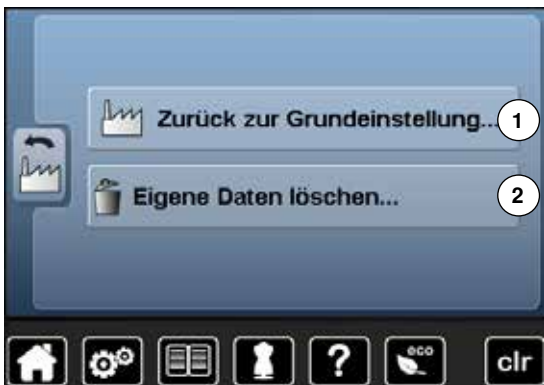 Zurück zur Grundeinstellung...
1
Eigene Daten löschen...
2
?
eco
clr